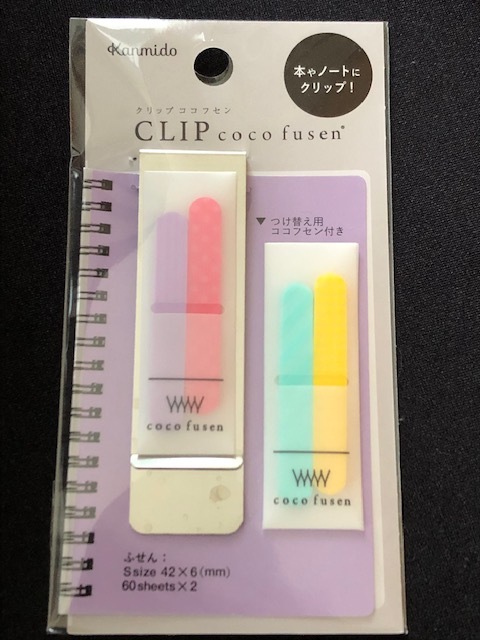 Kanmido
本やノートに
クリップ！
クリップ ココフセン
CLIP coco fusen®
▼ つけ替え用
ココフセン付き
coco fusen
coco fusen
ふせん：
S size 42×6(mm)
60 sheets×2